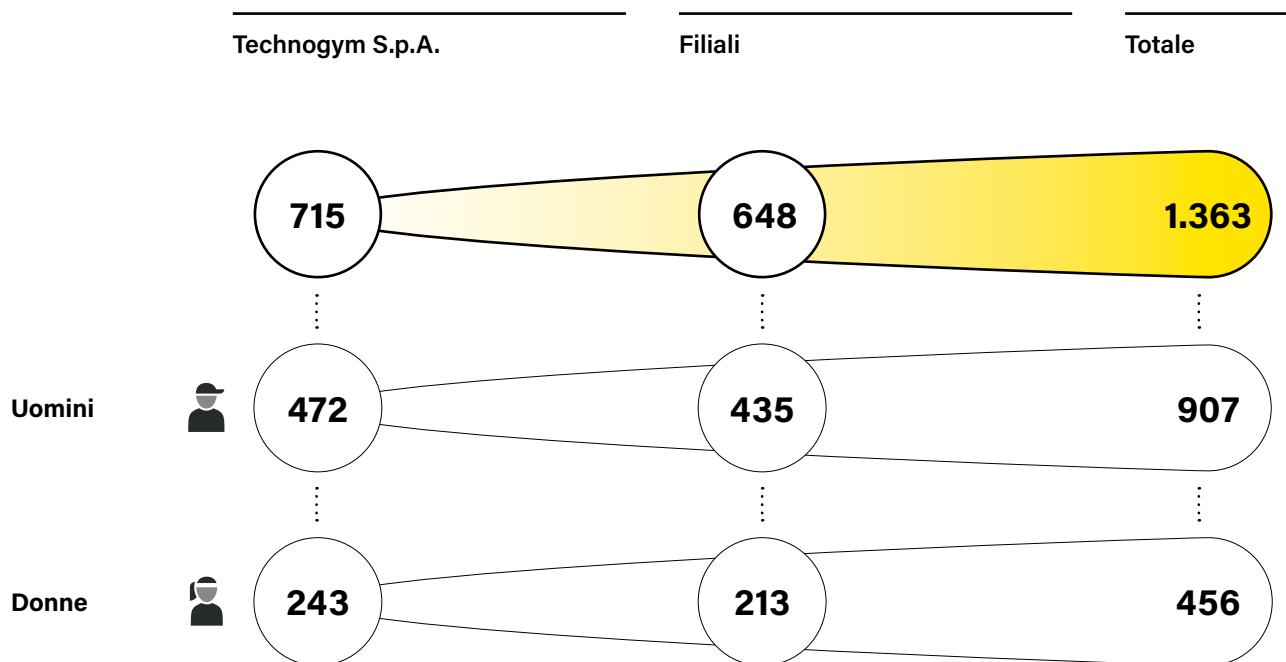 Technogym S.p.A. Filiali Totale
715 648 1.363
Uomini 472 435 907
Donne 243 213 456